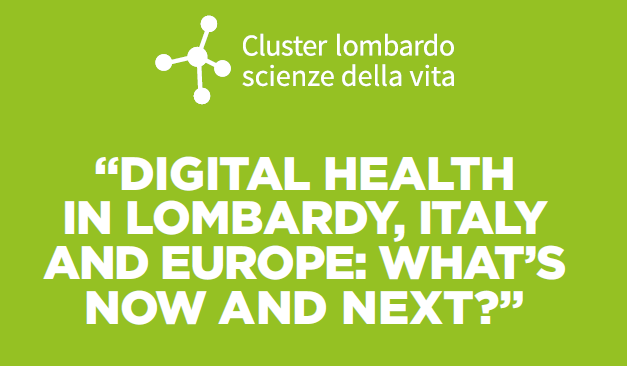 Cluster lombardo
scienze della vita
“DIGITAL HEALTH
IN LOMBARDY, ITALY
AND EUROPE: WHAT’S
NOW AND NEXT?”